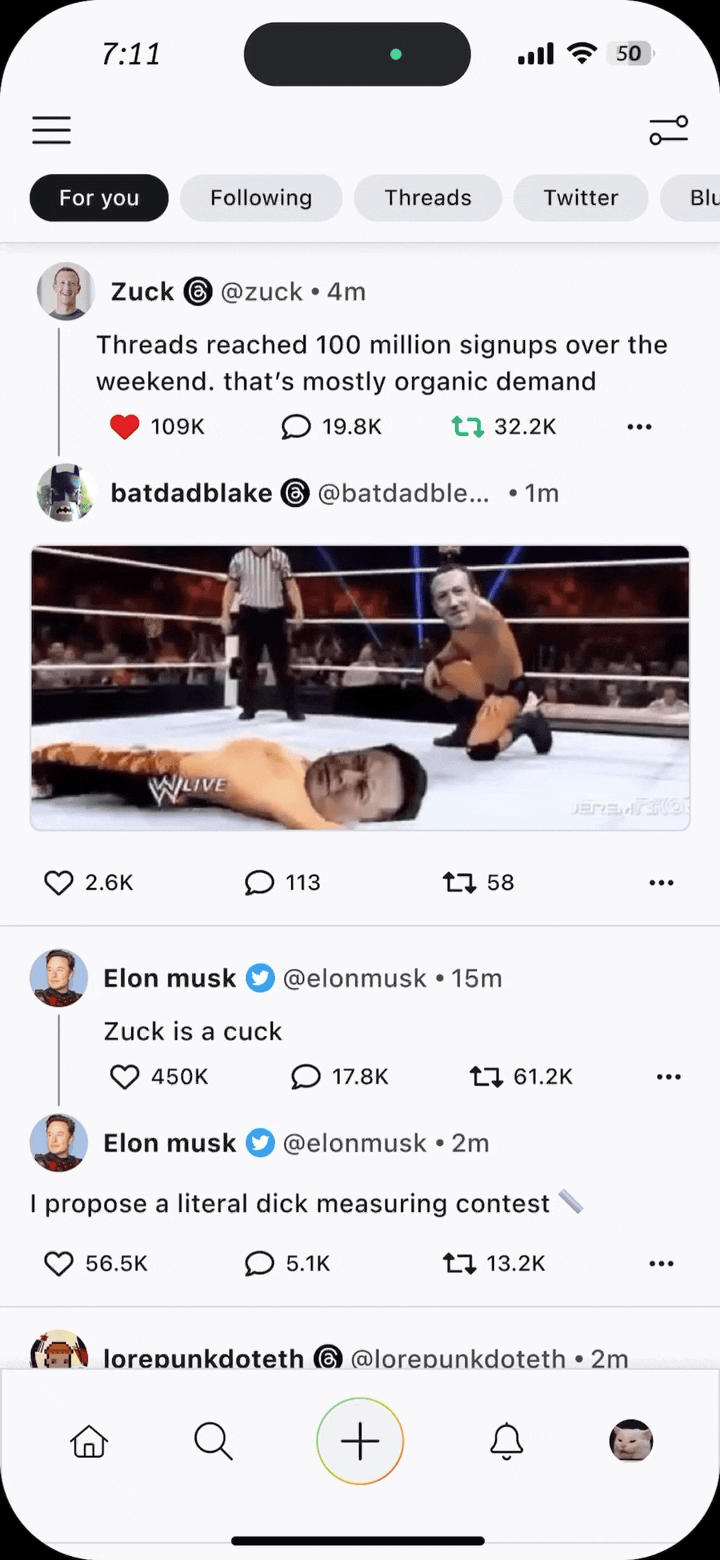 7:11
50
For you Following Threads Twitter Blu
Zuck @zuck • 4m
Threads reached 100 million signups over the
weekend. that’s mostly organic demand
109K 19.8K 32.2K
batdadblake @batdadble... • 1m
LIVE
2.6K 113 58
Elon musk @elonmusk • 15m
Zuck is a cuck
450K 17.8K 61.2K
Elon musk @elonmusk • 2m
I propose a literal dick measuring contest 📏
56.5K 5.1K 13.2K
lorepunkdoteth @lorepunkdoteth • 2m